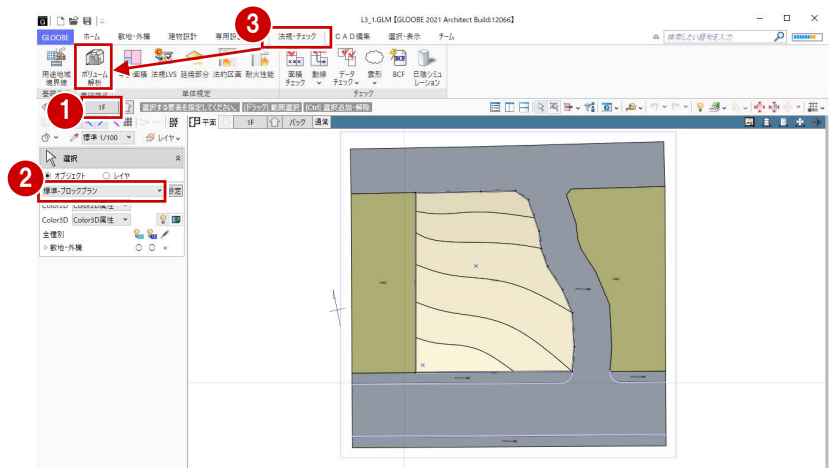 L3_1.GLM [GLOOBE 2021 Architect Build:12066]
3
GLOOBE ホーム 敷地・外構 建物設計 専用設 法規・チェック CAD編集 選択・表示 チーム 検索したい語句を入力
用途地域 境界線 ボリューム 解析 面積 法規LVS 延焼部分 法的区画 耐火性能 面積 チェック 動線 データ チェック 雲形 BCF 日陰シミュ レーション
単体規定 チェック
1
1F 選択する要素を指定してください。 [ドラッグ] 範囲選択 [Ctrl] 選択追加・解除
平面 1F パック 通常
標準 1/100 レイヤ
選択
オブジェクト レイヤ
2
標準-ブロックプラン 設定
Color2D Color2D属性
Color3D Color3D属性
全種別
敷地・外構